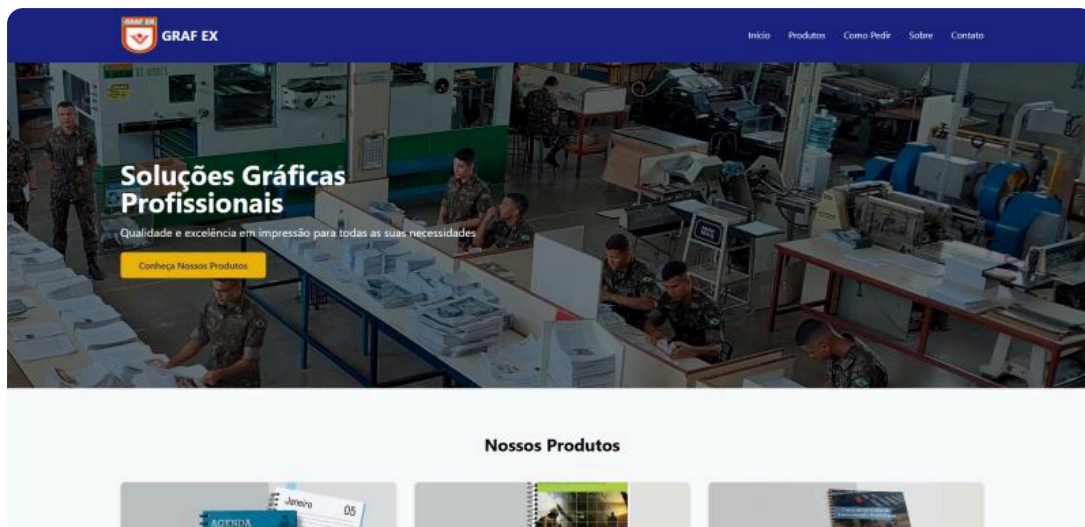 GRAF EX
GRAF EX
Início Produtos Como Pedir Sobre Contato
Soluções Gráficas
Profissionais
Qualidade e excelência em impressão para todas as suas necessidades
Conheça Nossos Produtos
Nossos Produtos
Janeiro 05
AGENDA